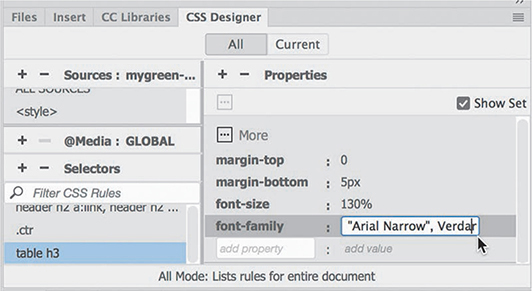 Files Insert CC Libraries CSS Designer
All Current
+ − Sources : mygreen-...
ALL SOURCES
<style>
+ − @Media : GLOBAL
+ − Selectors
Filter CSS Rules
header h2 a:link, header h2 ...
.ctr
table h3
+ − Properties
Show Set
More
margin-top : 0
margin-bottom : 5px
font-size : 130%
font-family : "Arial Narrow", Verdar
add property : add value
All Mode: Lists rules for entire document